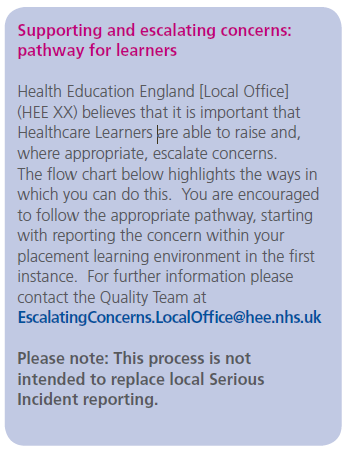 Supporting and escalating concerns:
pathway for learners
Health Education England [Local Office]
(HEE XX) believes that it is important that
Healthcare Learners are able to raise and,
where appropriate, escalate concerns.
The flow chart below highlights the ways in
which you can do this.  You are encouraged
to follow the appropriate pathway, starting
with reporting the concern within your
placement learning environment in the first
instance.  For further information please
contact the Quality Team at
EscalatingConcerns.LocalOffice@hee.nhs.uk
Please note: This process is not
intended to replace local Serious
Incident reporting.